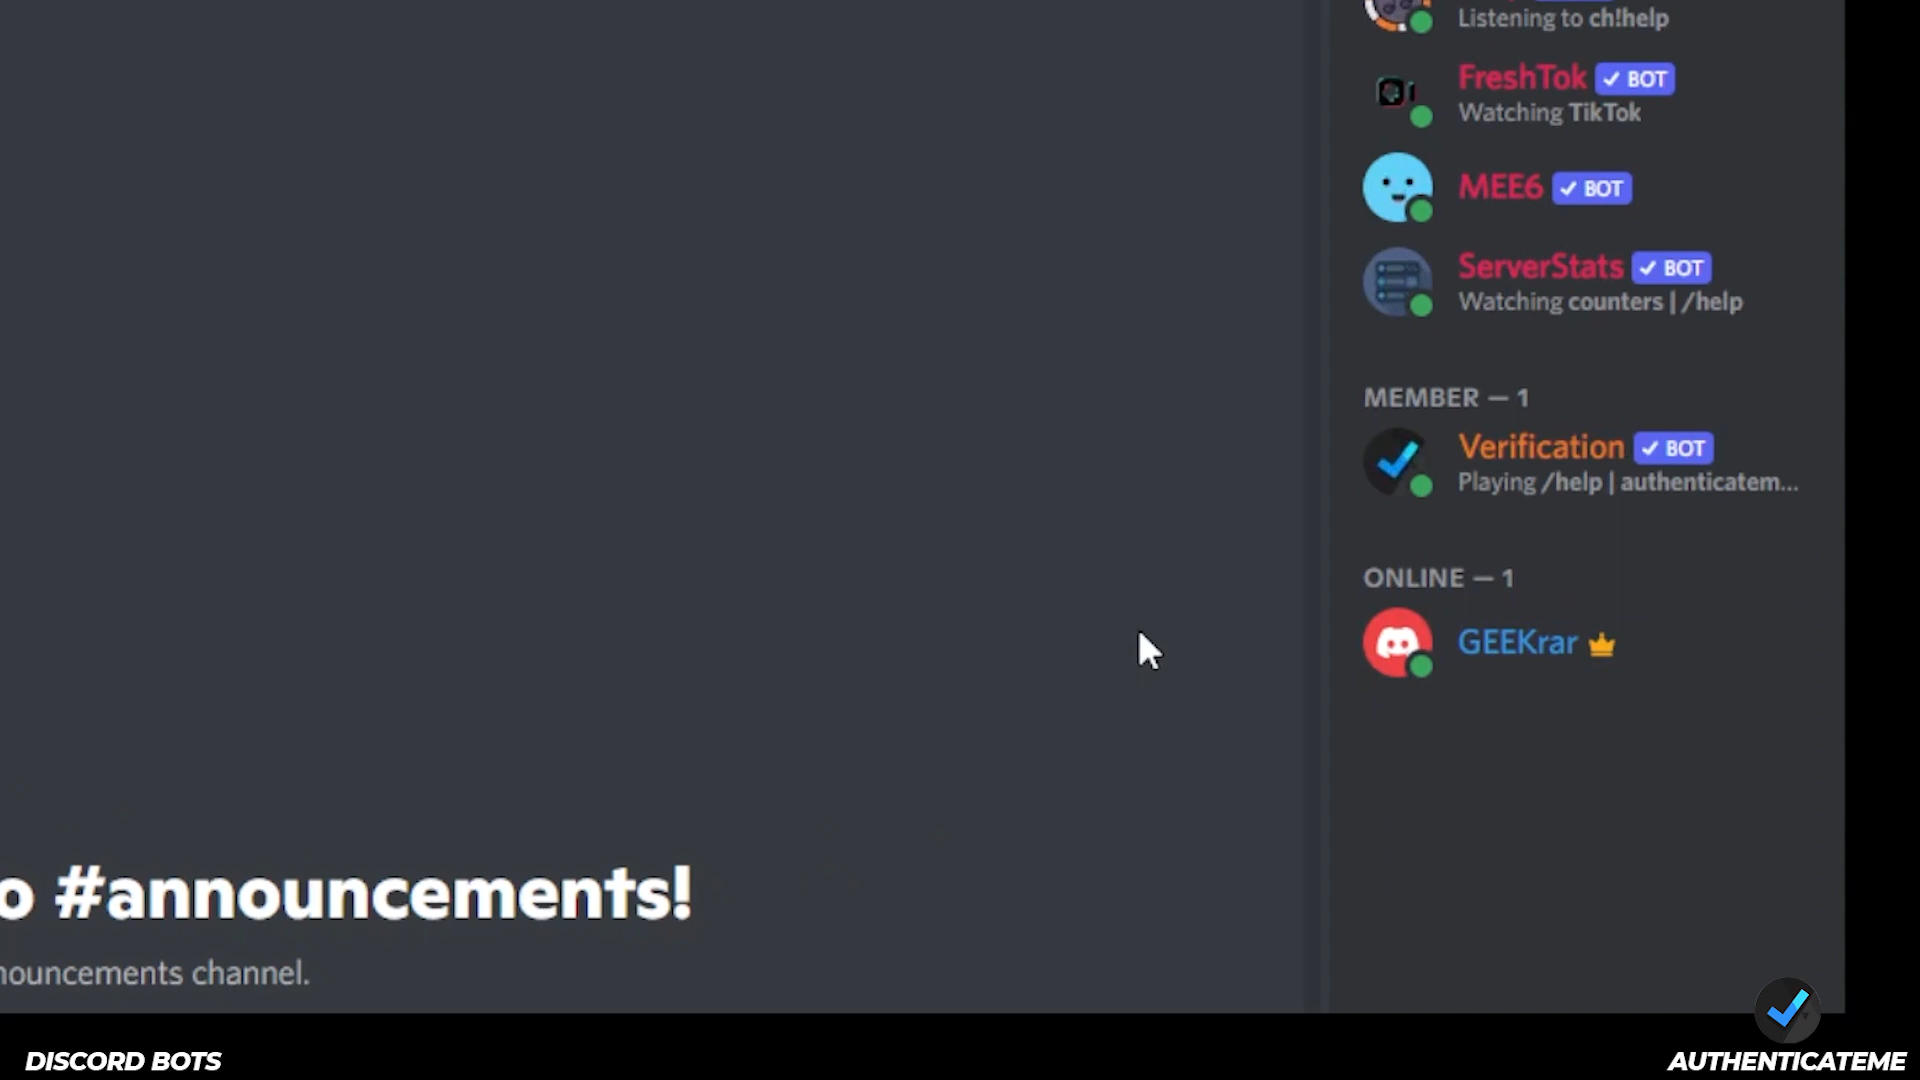 Listening to ch!help
FreshTok ✓ BOT
Watching TikTok
MEE6 ✓ BOT
ServerStats ✓ BOT
Watching counters | /help
MEMBER — 1
Verification ✓ BOT
Playing /help | authenticatem...
ONLINE — 1
GEEKrar
o #announcements!
nouncements channel.
DISCORD BOTS
AUTHENTICATEME